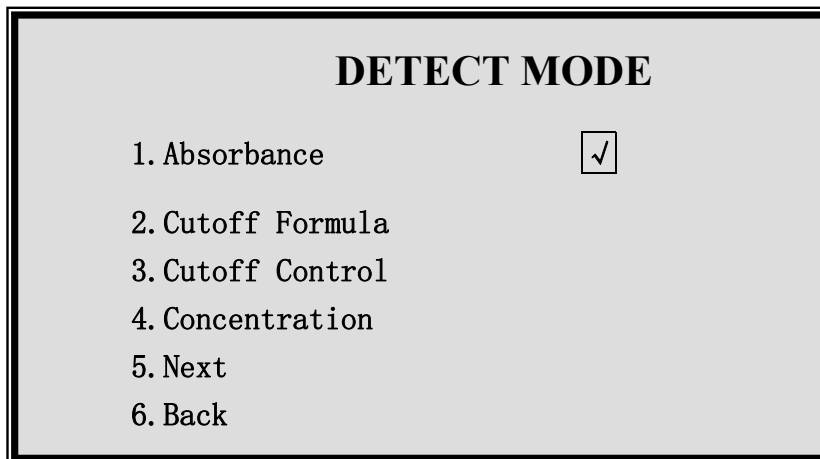 DETECT MODE
1.Absorbance √
2.Cutoff Formula
3.Cutoff Control
4.Concentration
5.Next
6.Back